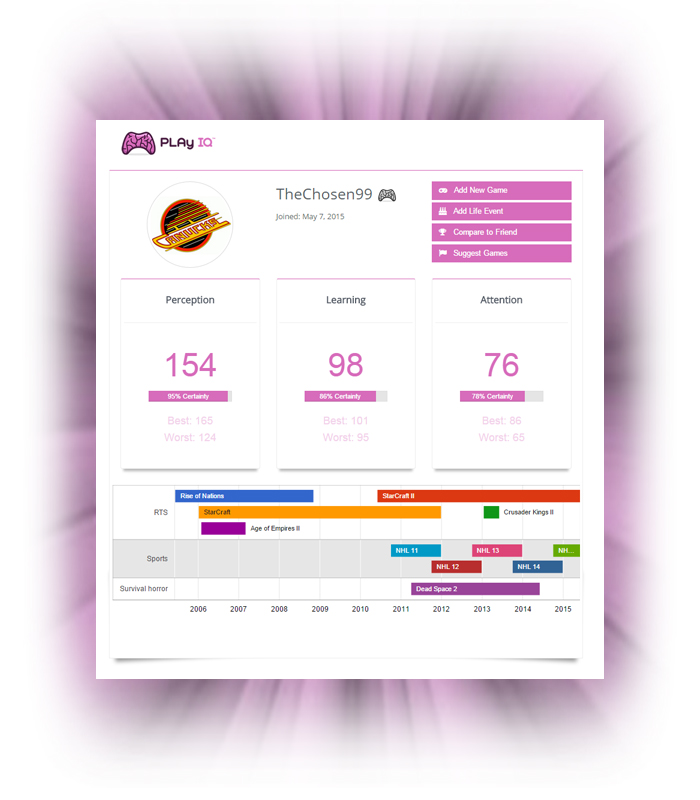 PLAy IQ™
TheChosen99
Joined: May 7, 2015
Add New Game
Add Life Event
Compare to Friend
Suggest Games
Perception
154
95% Certainty
Best: 165
Worst: 124
Learning
98
86% Certainty
Best: 101
Worst: 95
Attention
76
78% Certainty
Best: 86
Worst: 65
RTS
Rise of Nations
StarCraft II
StarCraft
Crusader Kings II
Age of Empires II
Sports
NHL 11
NHL 13
NH...
NHL 12
NHL 14
Survival horror
Dead Space 2
2006 2007 2008 2009 2010 2011 2012 2013 2014 2015